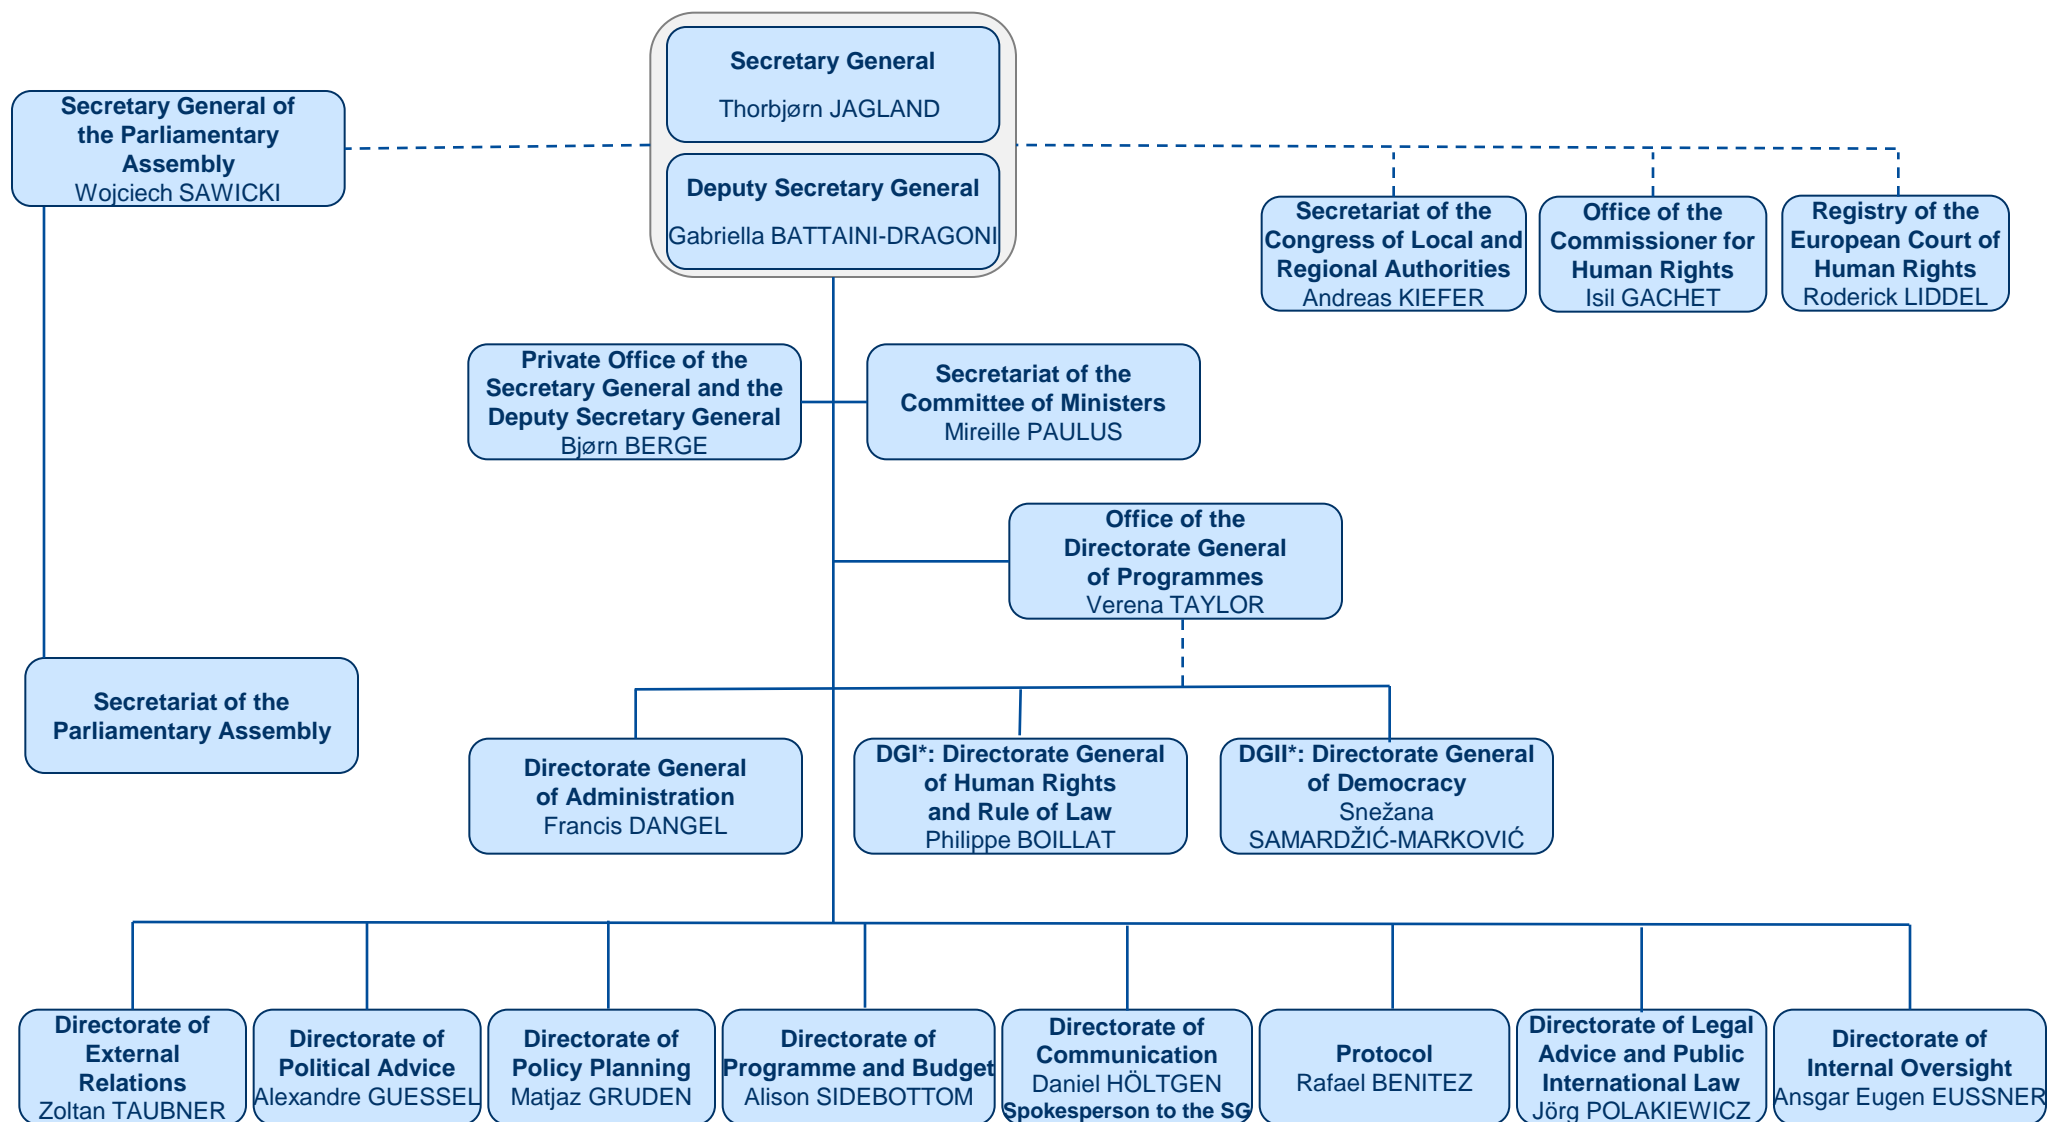 Secretary General
Thorbjørn JAGLAND
Deputy Secretary General
Gabriella BATTAINI-DRAGONI
Secretary General of
the Parliamentary
Assembly
Wojciech SAWICKI
Secretariat of the
Congress of Local and
Regional Authorities
Andreas KIEFER
Office of the
Commissioner for
Human Rights
Isil GACHET
Registry of the
European Court of
Human Rights
Roderick LIDDEL
Private Office of the
Secretary General and the
Deputy Secretary General
Bjørn BERGE
Secretariat of the
Committee of Ministers
Mireille PAULUS
Office of the
Directorate General
of Programmes
Verena TAYLOR
Secretariat of the
Parliamentary Assembly
Directorate General
of Administration
Francis DANGEL
DGI*: Directorate General
of Human Rights
and Rule of Law
Philippe BOILLAT
DGII*: Directorate General
of Democracy
Snežana
SAMARDŽIĆ-MARKOVIĆ
Directorate of
External
Relations
Zoltan TAUBNER
Directorate of
Political Advice
Alexandre GUESSEL
Directorate of
Policy Planning
Matjaz GRUDEN
Directorate of
Programme and Budget
Alison SIDEBOTTOM
Directorate of
Communication
Daniel HÖLTGEN
Spokesperson to the SG
Protocol
Rafael BENITEZ
Directorate of Legal
Advice and Public
International Law
Jörg POLAKIEWICZ
Directorate of
Internal Oversight
Ansgar Eugen EUSSNER